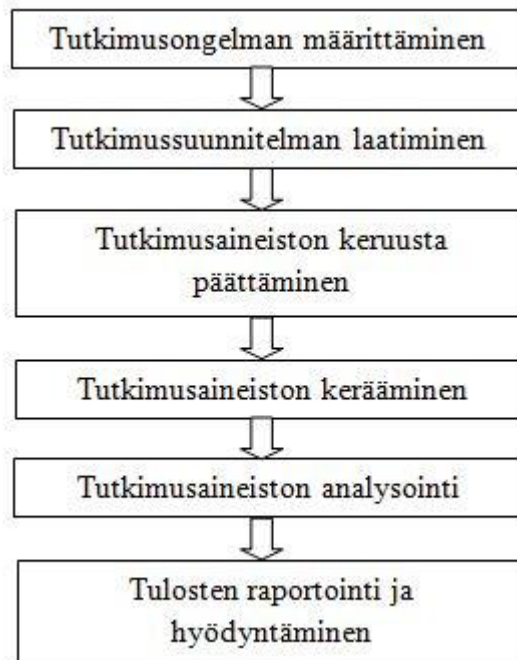 Tutkimusongelman määrittäminen
Tutkimussuunnitelman laatiminen
Tutkimusaineiston keruusta
päättäminen
Tutkimusaineiston kerääminen
Tutkimusaineiston analysointi
Tulosten raportointi ja
hyödyntäminen